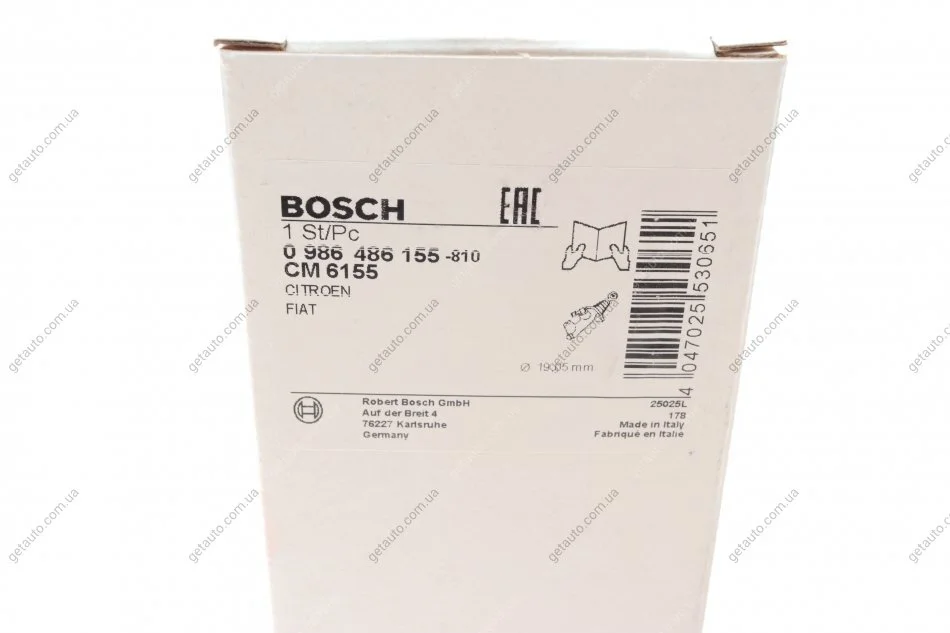 BOSCH
EAC
1 St/Pc
0 986 486 155 -810
CM 6155
CITROEN
FIAT
Ø 19,05 mm
4 047025 530651
Robert Bosch GmbH
Auf der Breit 4
76227 Karlsruhe
Germany
25025L
178
Made in Italy
Fabriqué en Italie
getauto.com.ua